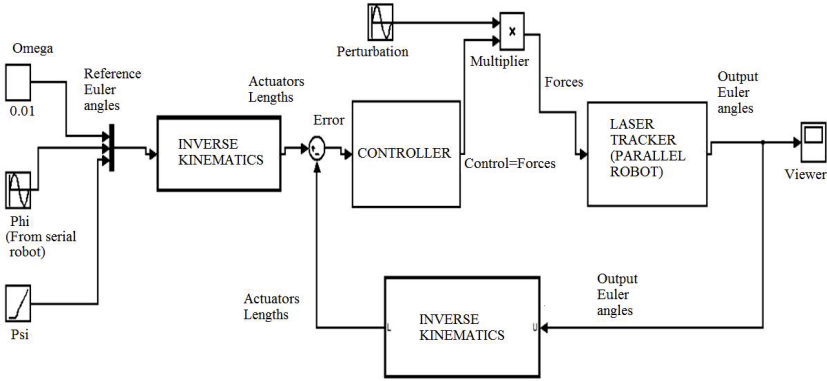 Omega
0.01
Reference
Euler
angles
Phi
(From serial
robot)
Psi
INVERSE
KINEMATICS
Actuators
Lengths
Error
CONTROLLER
Perturbation
x
Multiplier
Control=Forces
Forces
LASER
TRACKER
(PARALLEL
ROBOT)
Output
Euler
angles
Viewer
Actuators
Lengths
L
INVERSE
KINEMATICS
U
Output
Euler
angles